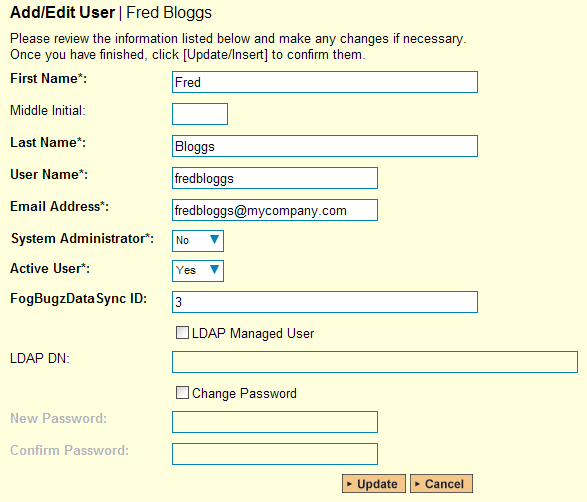 Add/Edit User | Fred Bloggs
Please review the information listed below and make any changes if necessary.
Once you have finished, click [Update/Insert] to confirm them.
First Name*: Fred
Middle Initial:
Last Name*: Bloggs
User Name*: fredbloggs
Email Address*: fredbloggs@mycompany.com
System Administrator*: No
Active User*: Yes
FogBugzDataSync ID: 3
LDAP Managed User
LDAP DN:
Change Password
New Password:
Confirm Password:
Update Cancel